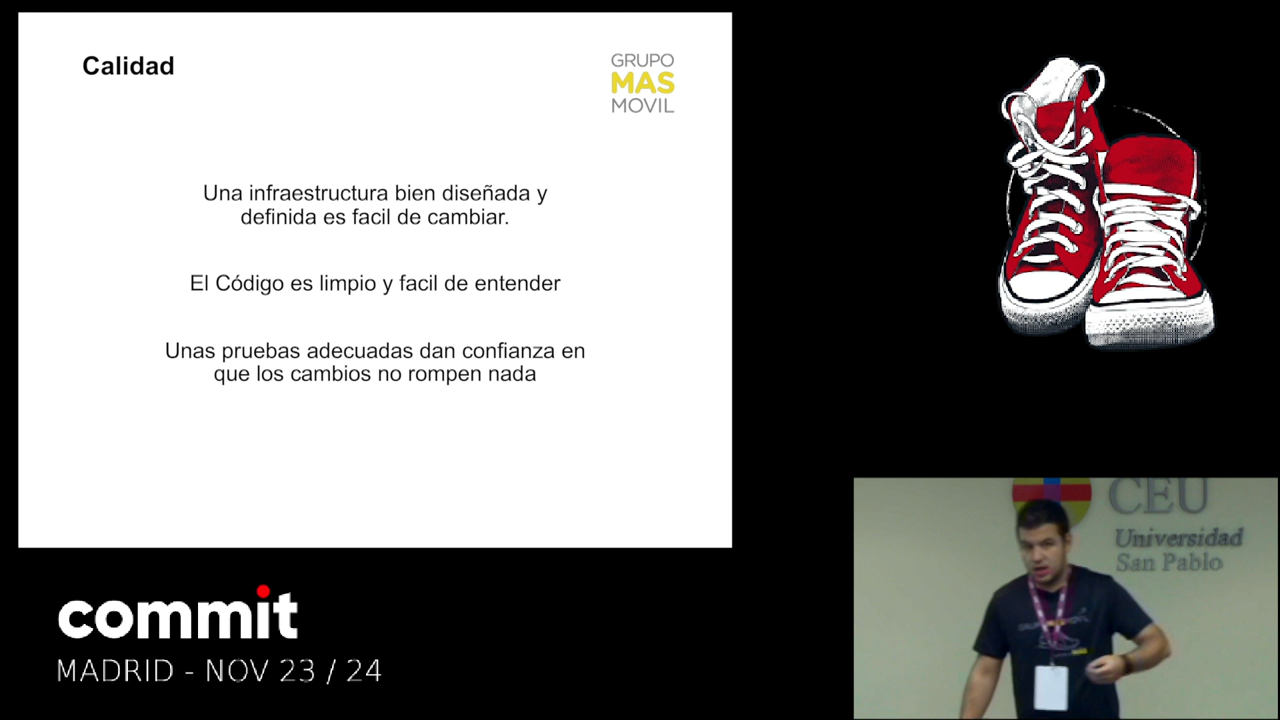 Calidad
GRUPO
MAS
MOVIL
Una infraestructura bien diseñada y
definida es facil de cambiar.
El Código es limpio y facil de entender
Unas pruebas adecuadas dan confianza en
que los cambios no rompen nada
commit
MADRID - NOV 23 / 24
CEU
Universidad
San Pablo